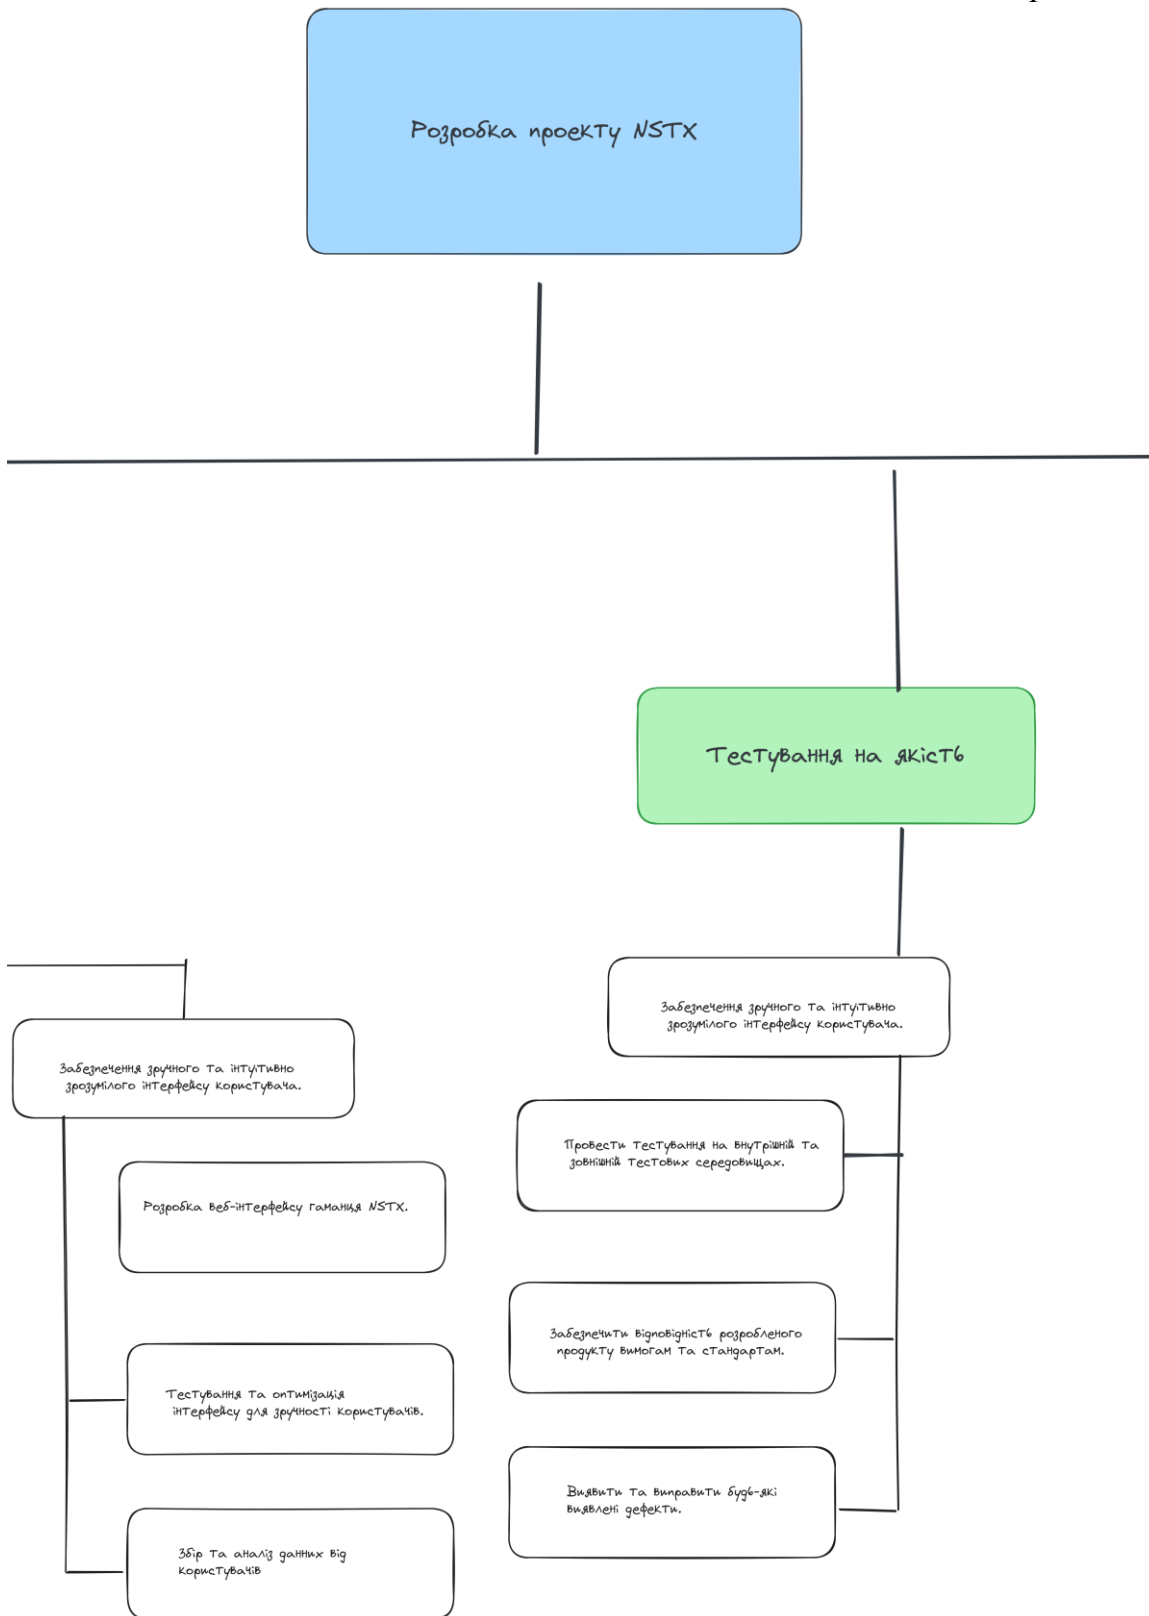 Розробка проекту NSTX
Тестування на якість
Забезпечення зручного та інтуїтивно
зрозумілого інтерфейсу користувача.
Розробка веб-інтерфейсу гаманця NSTX.
Тестування та оптимізація
інтерфейсу для зручності користувачів.
Збір та аналіз данних від
користувачів
Забезпечення зручного та інтуїтивно
зрозумілого інтерфейсу користувача.
Провести тестування на внутрішній та
зовнішній тестових середовищах.
Забезпечити відповідність розробленого
продукту вимогам та стандартам.
Виявити та виправити будь-які
виявлені дефекти.